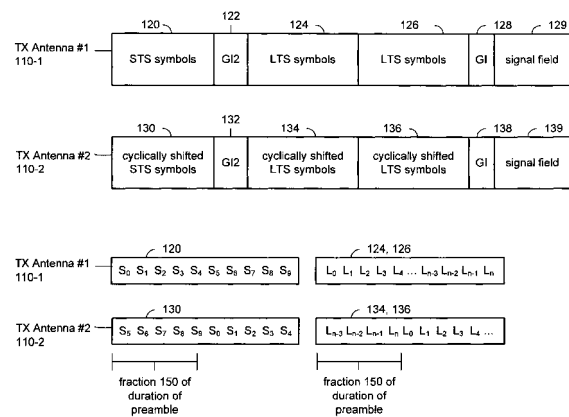 120 122 124 126 128 129
TX Antenna #1
110-1
STS symbols GI2 LTS symbols LTS symbols GI signal field
130 132 134 136 138 139
TX Antenna #2
110-2
cyclically shifted STS symbols GI2 cyclically shifted LTS symbols cyclically shifted LTS symbols GI signal field
120 124, 126
TX Antenna #1
110-1
S0 S1 S2 S3 S4 S5 S6 S7 S8 S9 L0 L1 L2 L3 L4 ... Ln-3 Ln-2 Ln-1 Ln
130 134, 136
TX Antenna #2
110-2
S5 S6 S7 S8 S9 S0 S1 S2 S3 S4 Ln-3 Ln-2 Ln-1 Ln L0 L1 L2 L3 L4 ...
fraction 150 of duration of preamble
fraction 150 of duration of preamble